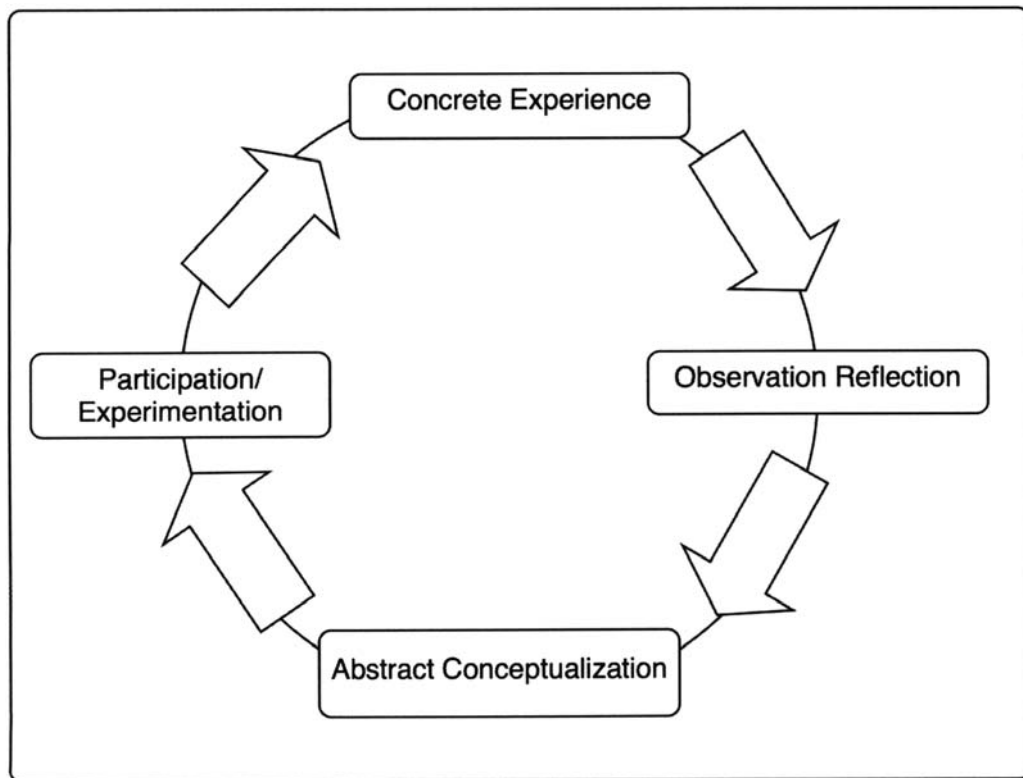 Concrete Experience
Observation Reflection
Participation/
Experimentation
Abstract Conceptualization